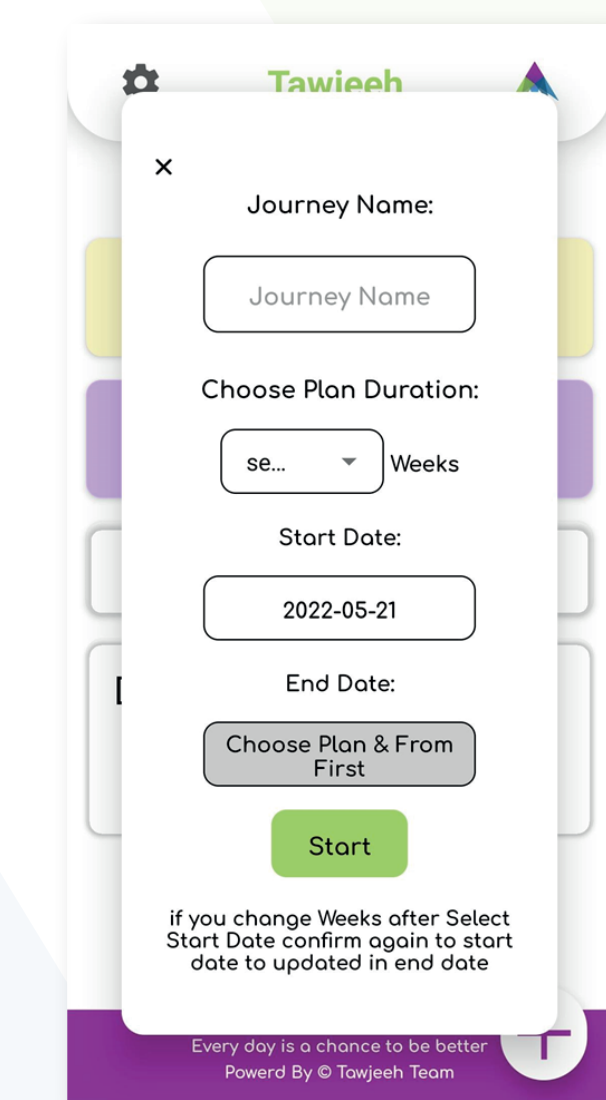 Tawjeeh
×
Journey Name:
Journey Name
Choose Plan Duration:
se...
Weeks
Start Date:
2022-05-21
End Date:
Choose Plan & From
First
Start
if you change Weeks after Select
Start Date confirm again to start
date to updated in end date
Every day is a chance to be better
Powerd By © Tawjeeh Team